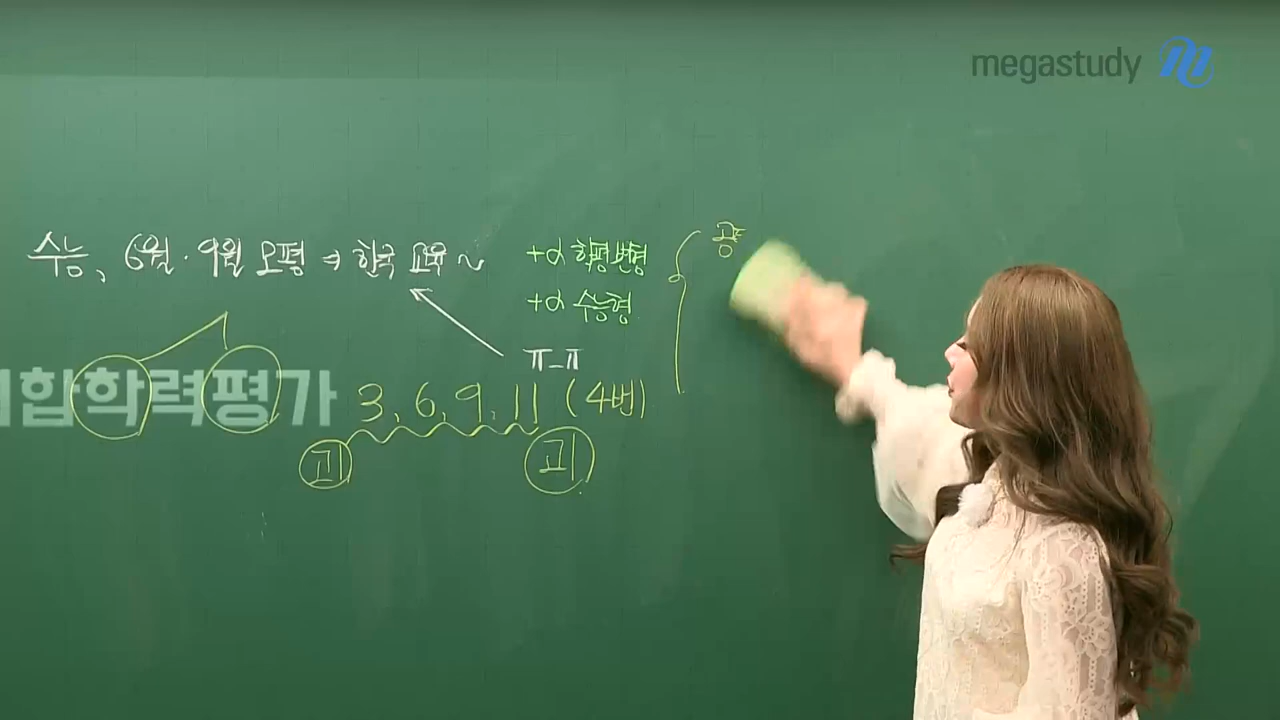 megastudy
수능, 6월·9월 모평 ⇒ 한국 교육~
+α 학평변형
+α 수능형
ㅠ_ㅠ
합학력평가
3, 6, 9, 11 (4번)
고1
고1